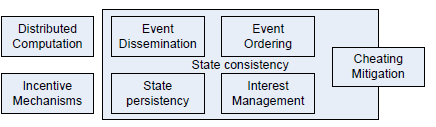 Distributed
Computation
Event
Dissemination
Event
Ordering
State consistency
Cheating
Mitigation
Incentive
Mechanisms
State
persistency
Interest
Management